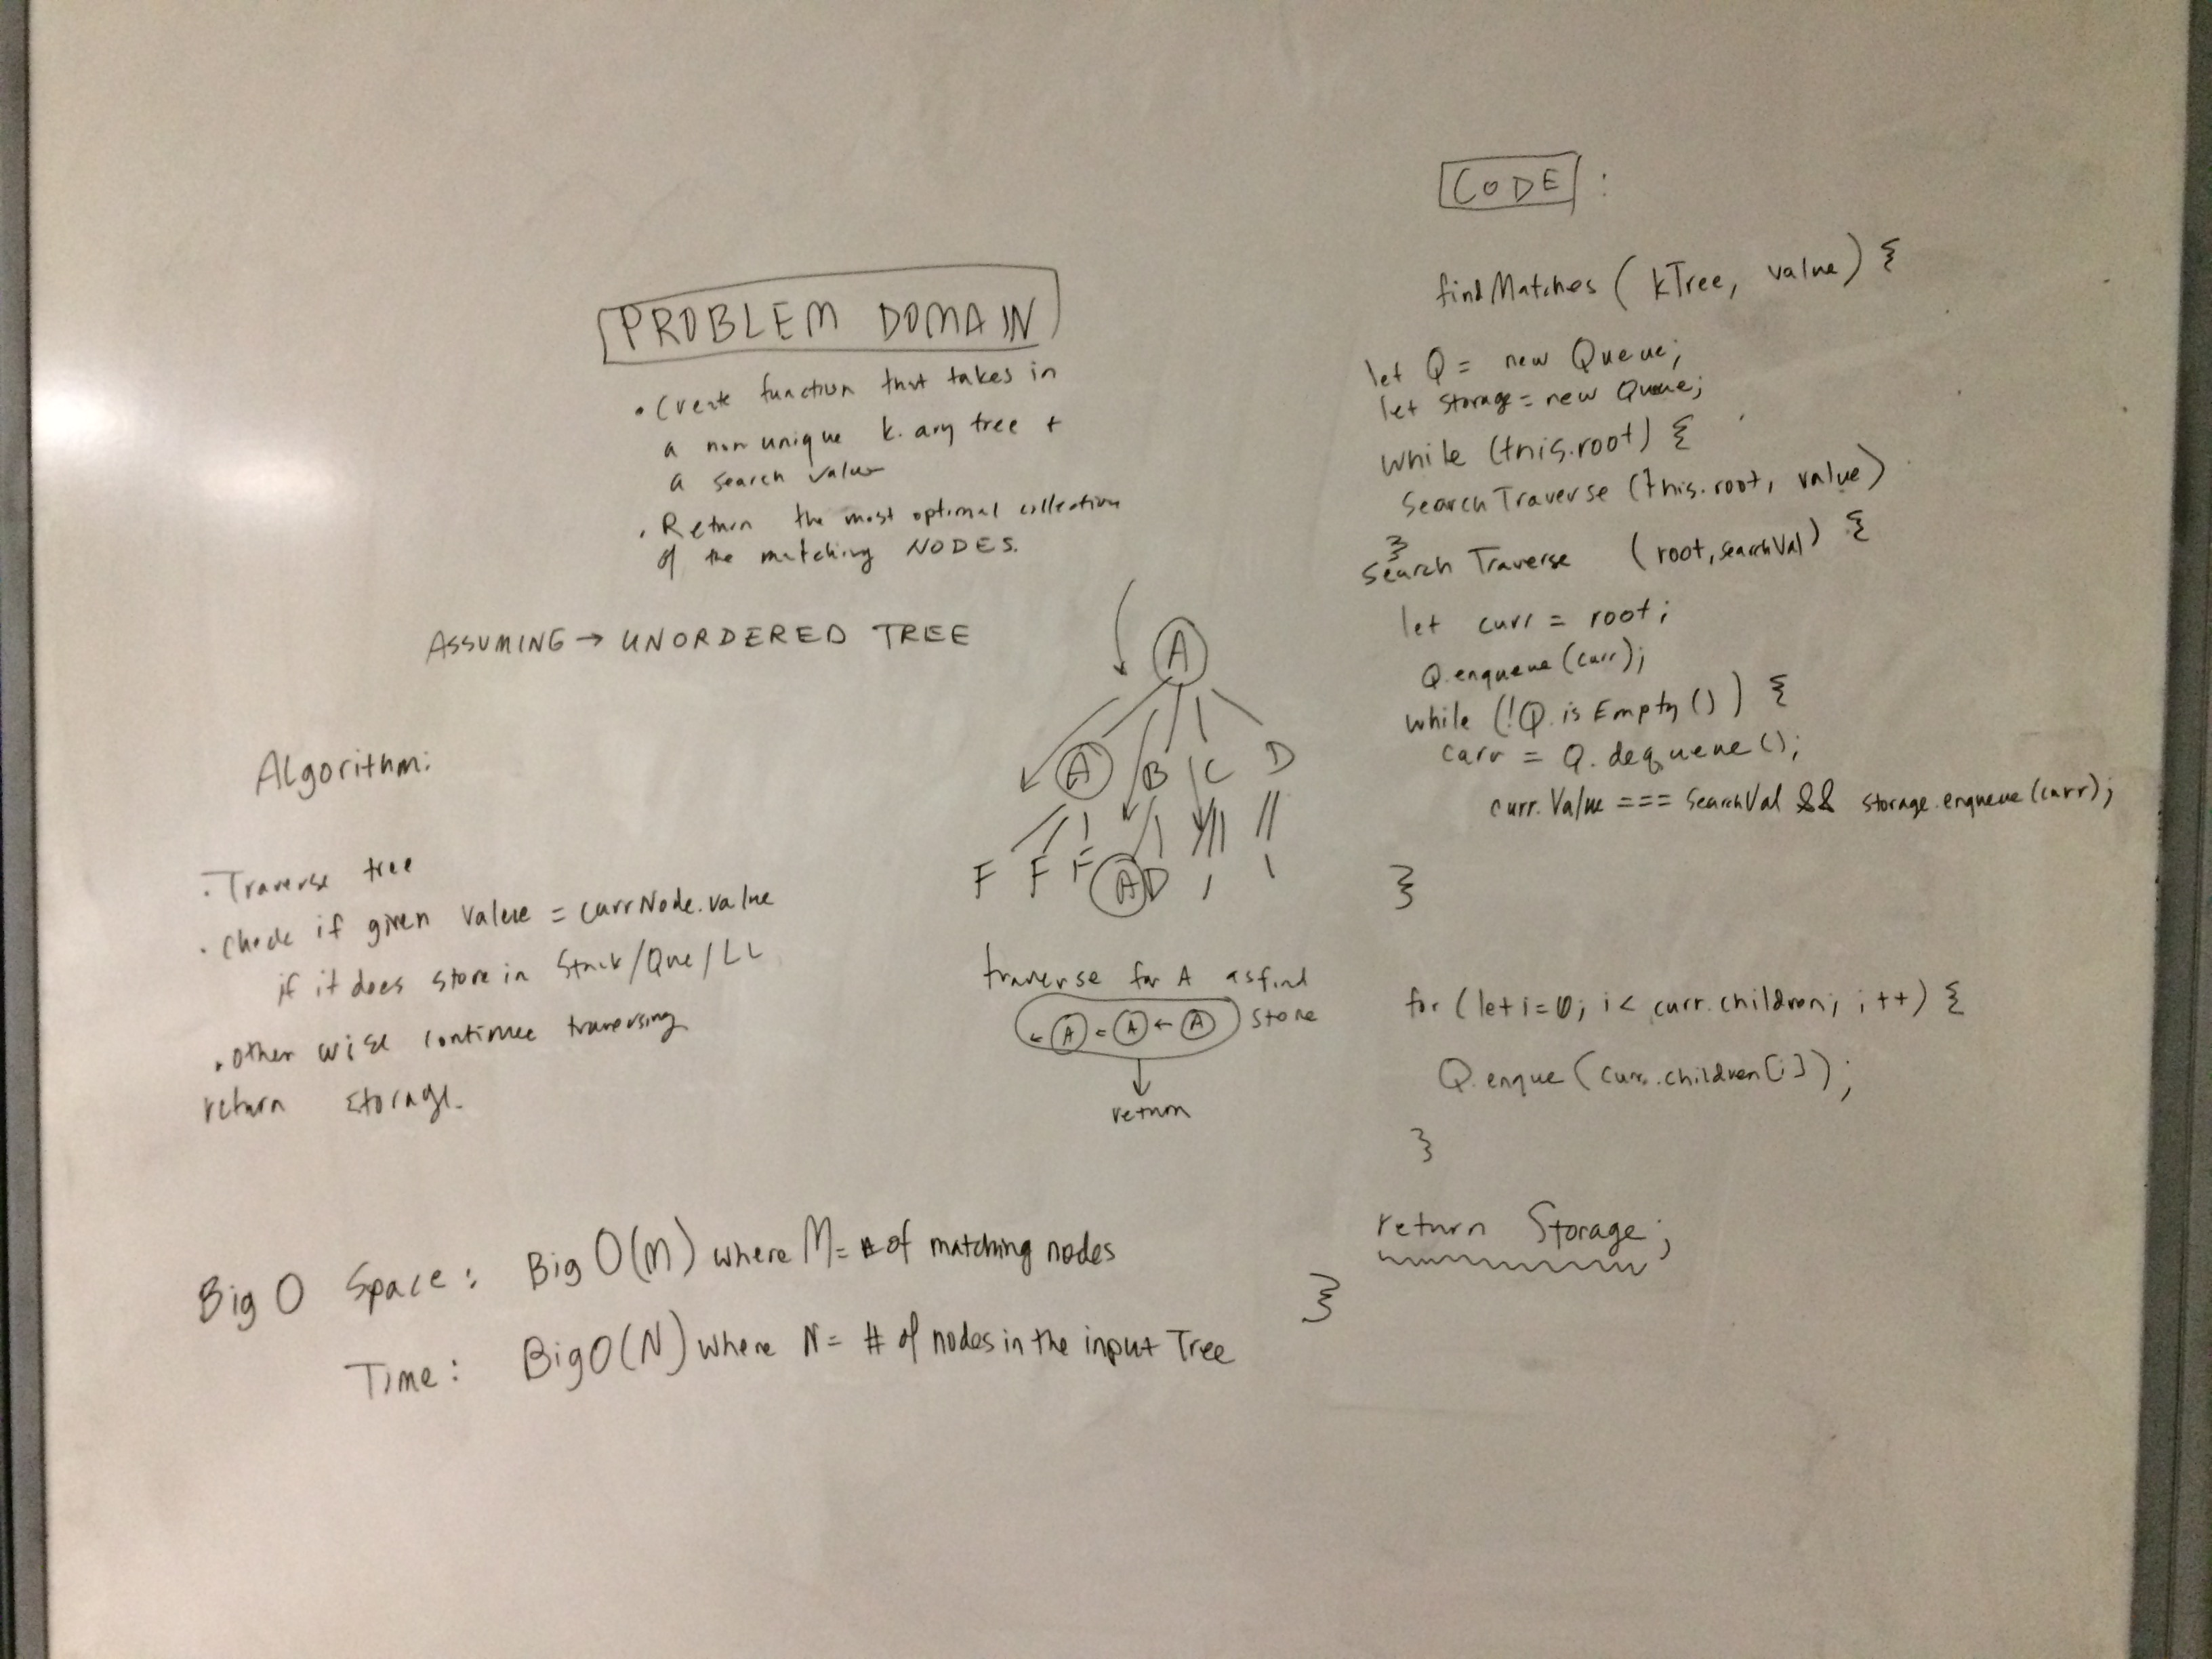 PROBLEM DOMAIN
• Create function that takes in
a non unique k-ary tree +
a search value
• Return the most optimal collection
of the matching NODES.
ASSUMING → UNORDERED TREE
Algorithm:
• Traverse tree
• check if given value = currNode.value
if it does store in Stack/Que/LL
• other wise continue traversing
return storage.
A
A B C D
F F F A D
traverse for A as find
A A A store
return
Big O Space: Big O(M) where M = # of matching nodes
Time: Big O(N) where N = # of nodes in the input Tree
CODE:
findMatches (kTree, value) {
let Q = new Queue;
let storage = new Queue;
while (this.root) {
searchTraverse (this.root, value)
}
search Traverse (root, searchVal) {
let curr = root;
Q.enqueue(curr);
while (!Q.isEmpty()) {
curr = Q.dequeue();
curr.value === searchVal && storage.enqueue(curr);
}
for (let i = 0; i < curr.children; i++) {
Q.enque (curr.children[i]);
}
return Storage;
}